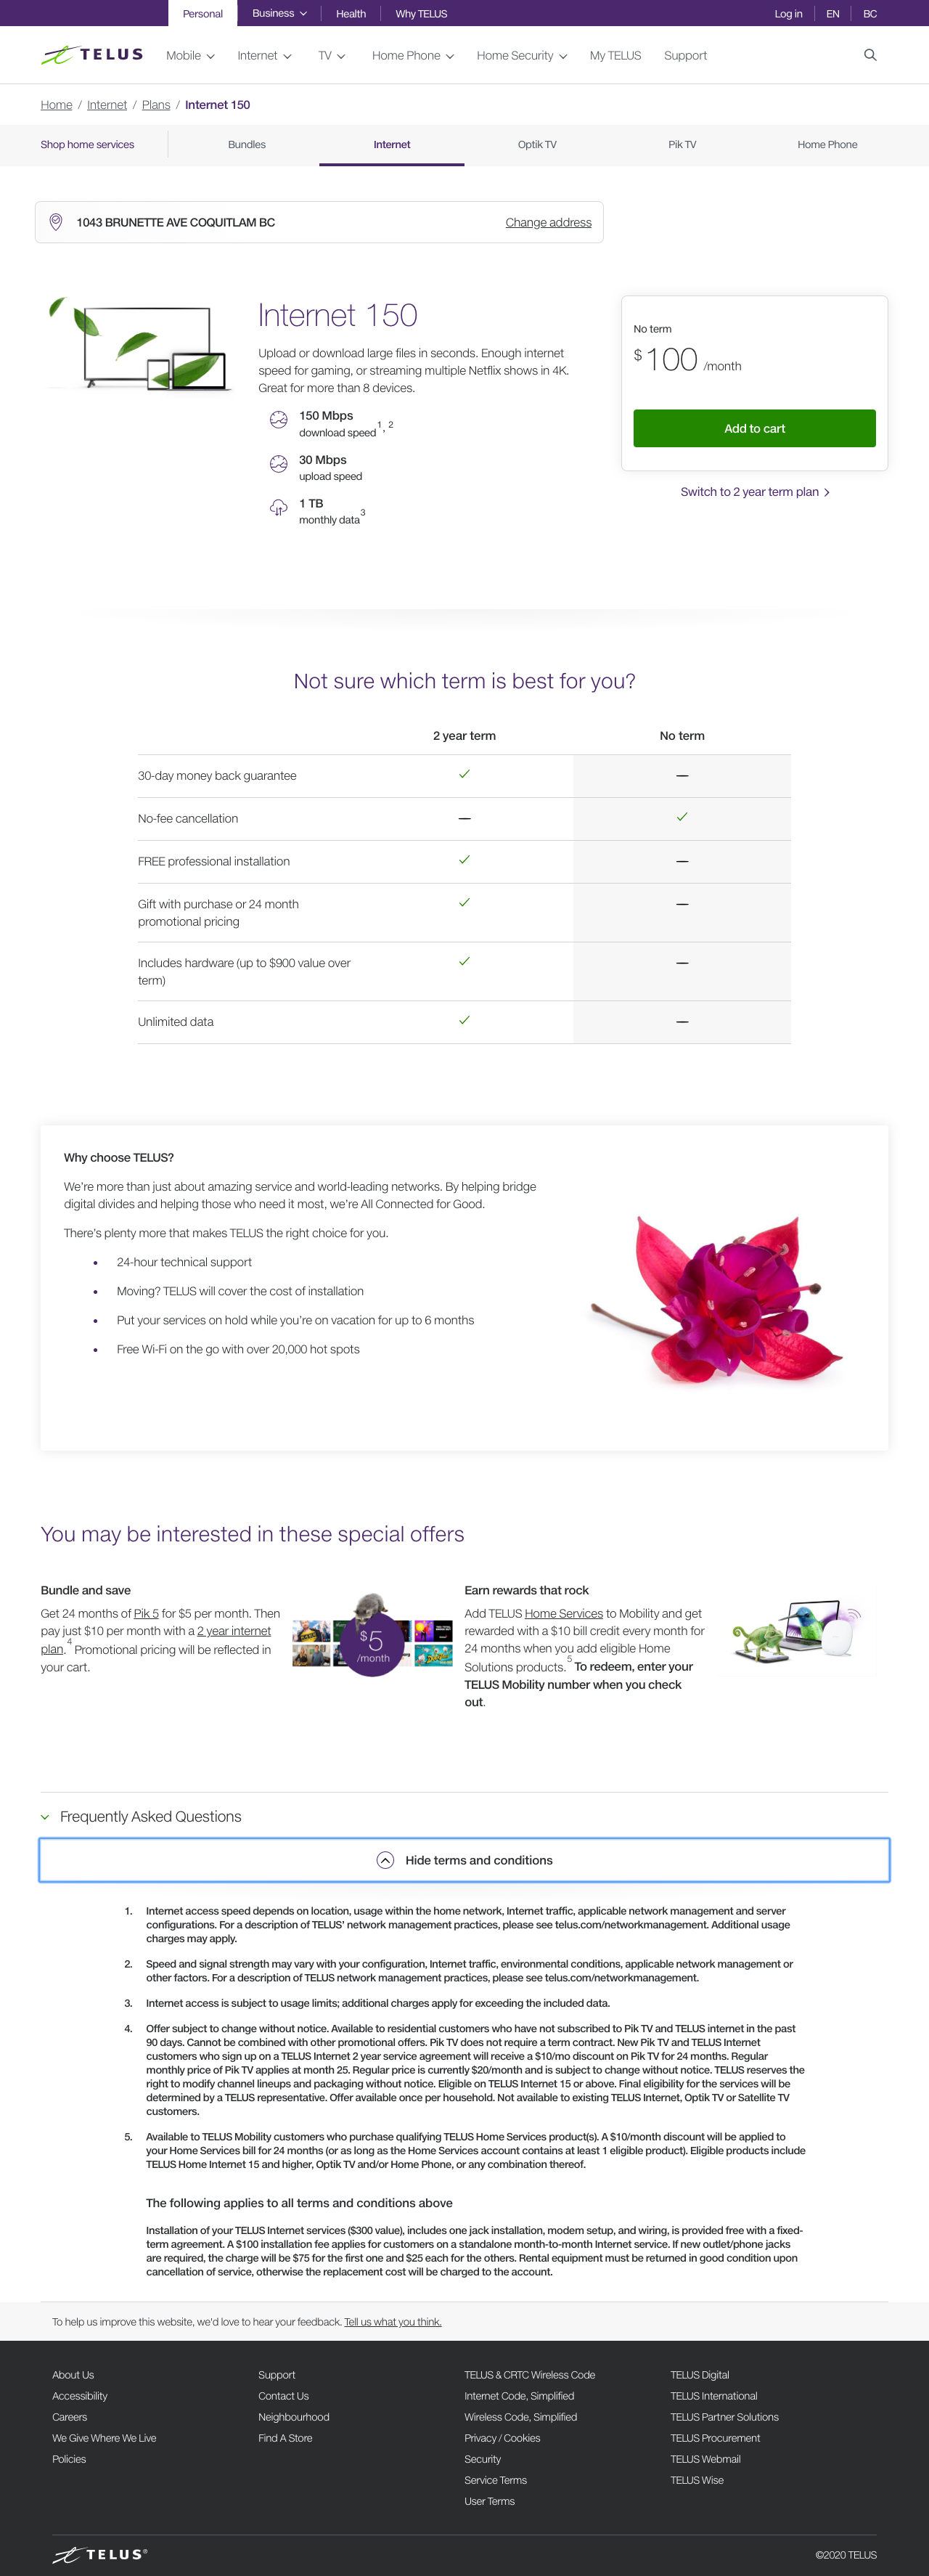 Personal
Business
Health
Why TELUS
Log in
EN
BC
TELUS
Mobile
Internet
TV
Home Phone
Home Security
My TELUS
Support
Home / Internet / Plans / Internet 150
Shop home services
Bundles
Internet
Optik TV
Pik TV
Home Phone
1043 BRUNETTE AVE COQUITLAM BC
Change address
Internet 150
Upload or download large files in seconds. Enough internet
speed for gaming, or streaming multiple Netflix shows in 4K.
Great for more than 8 devices.
150 Mbps
download speed1, 2
30 Mbps
upload speed
1 TB
monthly data3
No term
$100 /month
Add to cart
Switch to 2 year term plan
Not sure which term is best for you?
2 year term
No term
30-day money back guarantee
No-fee cancellation
FREE professional installation
Gift with purchase or 24 month
promotional pricing
Includes hardware (up to $900 value over
term)
Unlimited data
Why choose TELUS?
We're more than just about amazing service and world-leading networks. By helping bridge
digital divides and helping those who need it most, we're All Connected for Good.
There's plenty more that makes TELUS the right choice for you.
• 24-hour technical support
• Moving? TELUS will cover the cost of installation
• Put your services on hold while you're on vacation for up to 6 months
• Free Wi-Fi on the go with over 20,000 hot spots
You may be interested in these special offers
Bundle and save
Get 24 months of Pik 5 for $5 per month. Then
pay just $10 per month with a 2 year internet
plan.4 Promotional pricing will be reflected in
your cart.
$5
/month
Earn rewards that rock
Add TELUS Home Services to Mobility and get
rewarded with a $10 bill credit every month for
24 months when you add eligible Home
Solutions products.5 To redeem, enter your
TELUS Mobility number when you check
out.
Frequently Asked Questions
Hide terms and conditions
1. Internet access speed depends on location, usage within the home network, Internet traffic, applicable network management and server
configurations. For a description of TELUS' network management practices, please see telus.com/networkmanagement. Additional usage
charges may apply.
2. Speed and signal strength may vary with your configuration, Internet traffic, environmental conditions, applicable network management or
other factors. For a description of TELUS network management practices, please see telus.com/networkmanagement.
3. Internet access is subject to usage limits; additional charges apply for exceeding the included data.
4. Offer subject to change without notice. Available to residential customers who have not subscribed to Pik TV and TELUS internet in the past
90 days. Cannot be combined with other promotional offers. Pik TV does not require a term contract. New Pik TV and TELUS Internet
customers who sign up on a TELUS Internet 2 year service agreement will receive a $10/mo discount on Pik TV for 24 months. Regular
monthly price of Pik TV applies at month 25. Regular price is currently $20/month and is subject to change without notice. TELUS reserves the
right to modify channel lineups and packaging without notice. Eligible on TELUS Internet 15 or above. Final eligibility for the services will be
determined by a TELUS representative. Offer available once per household. Not available to existing TELUS Internet, Optik TV or Satellite TV
customers.
5. Available to TELUS Mobility customers who purchase qualifying TELUS Home Services product(s). A $10/month discount will be applied to
your Home Services bill for 24 months (or as long as the Home Services account contains at least 1 eligible product). Eligible products include
TELUS Home Internet 15 and higher, Optik TV and/or Home Phone, or any combination thereof.
The following applies to all terms and conditions above
Installation of your TELUS Internet services ($300 value), includes one jack installation, modem setup, and wiring, is provided free with a fixed-
term agreement. A $100 installation fee applies for customers on a standalone month-to-month Internet service. If new outlet/phone jacks
are required, the charge will be $75 for the first one and $25 each for the others. Rental equipment must be returned in good condition upon
cancellation of service, otherwise the replacement cost will be charged to the account.
To help us improve this website, we'd love to hear your feedback. Tell us what you think.
About Us
Accessibility
Careers
We Give Where We Live
Policies
Support
Contact Us
Neighbourhood
Find A Store
TELUS & CRTC Wireless Code
Internet Code, Simplified
Wireless Code, Simplified
Privacy / Cookies
Security
Service Terms
User Terms
TELUS Digital
TELUS International
TELUS Partner Solutions
TELUS Procurement
TELUS Webmail
TELUS Wise
TELUS®
©2020 TELUS